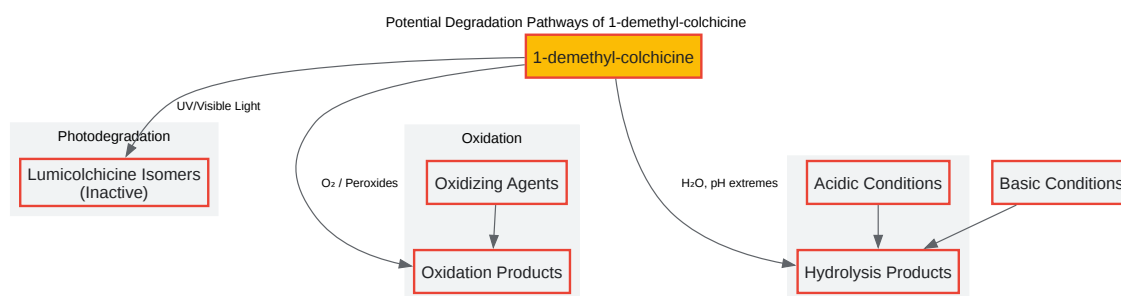 Potential Degradation Pathways of 1-demethyl-colchicine
1-demethyl-colchicine
UV/Visible Light
Photodegradation
Lumicolchicine Isomers
(Inactive)
O₂ / Peroxides
Oxidation
Oxidizing Agents
Oxidation Products
H₂O, pH extremes
Acidic Conditions
Basic Conditions
Hydrolysis Products